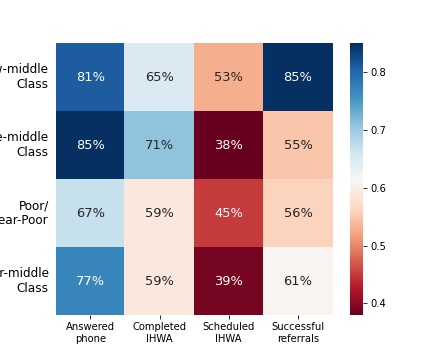 w-middle
Class
81% 65% 53% 85%
e-middle
Class
85% 71% 38% 55%
Poor/
ear-Poor
67% 59% 45% 56%
r-middle
Class
77% 59% 39% 61%
Answered
phone
Completed
IHWA
Scheduled
IHWA
Successful
referrals
0.8
0.7
0.6
0.5
0.4